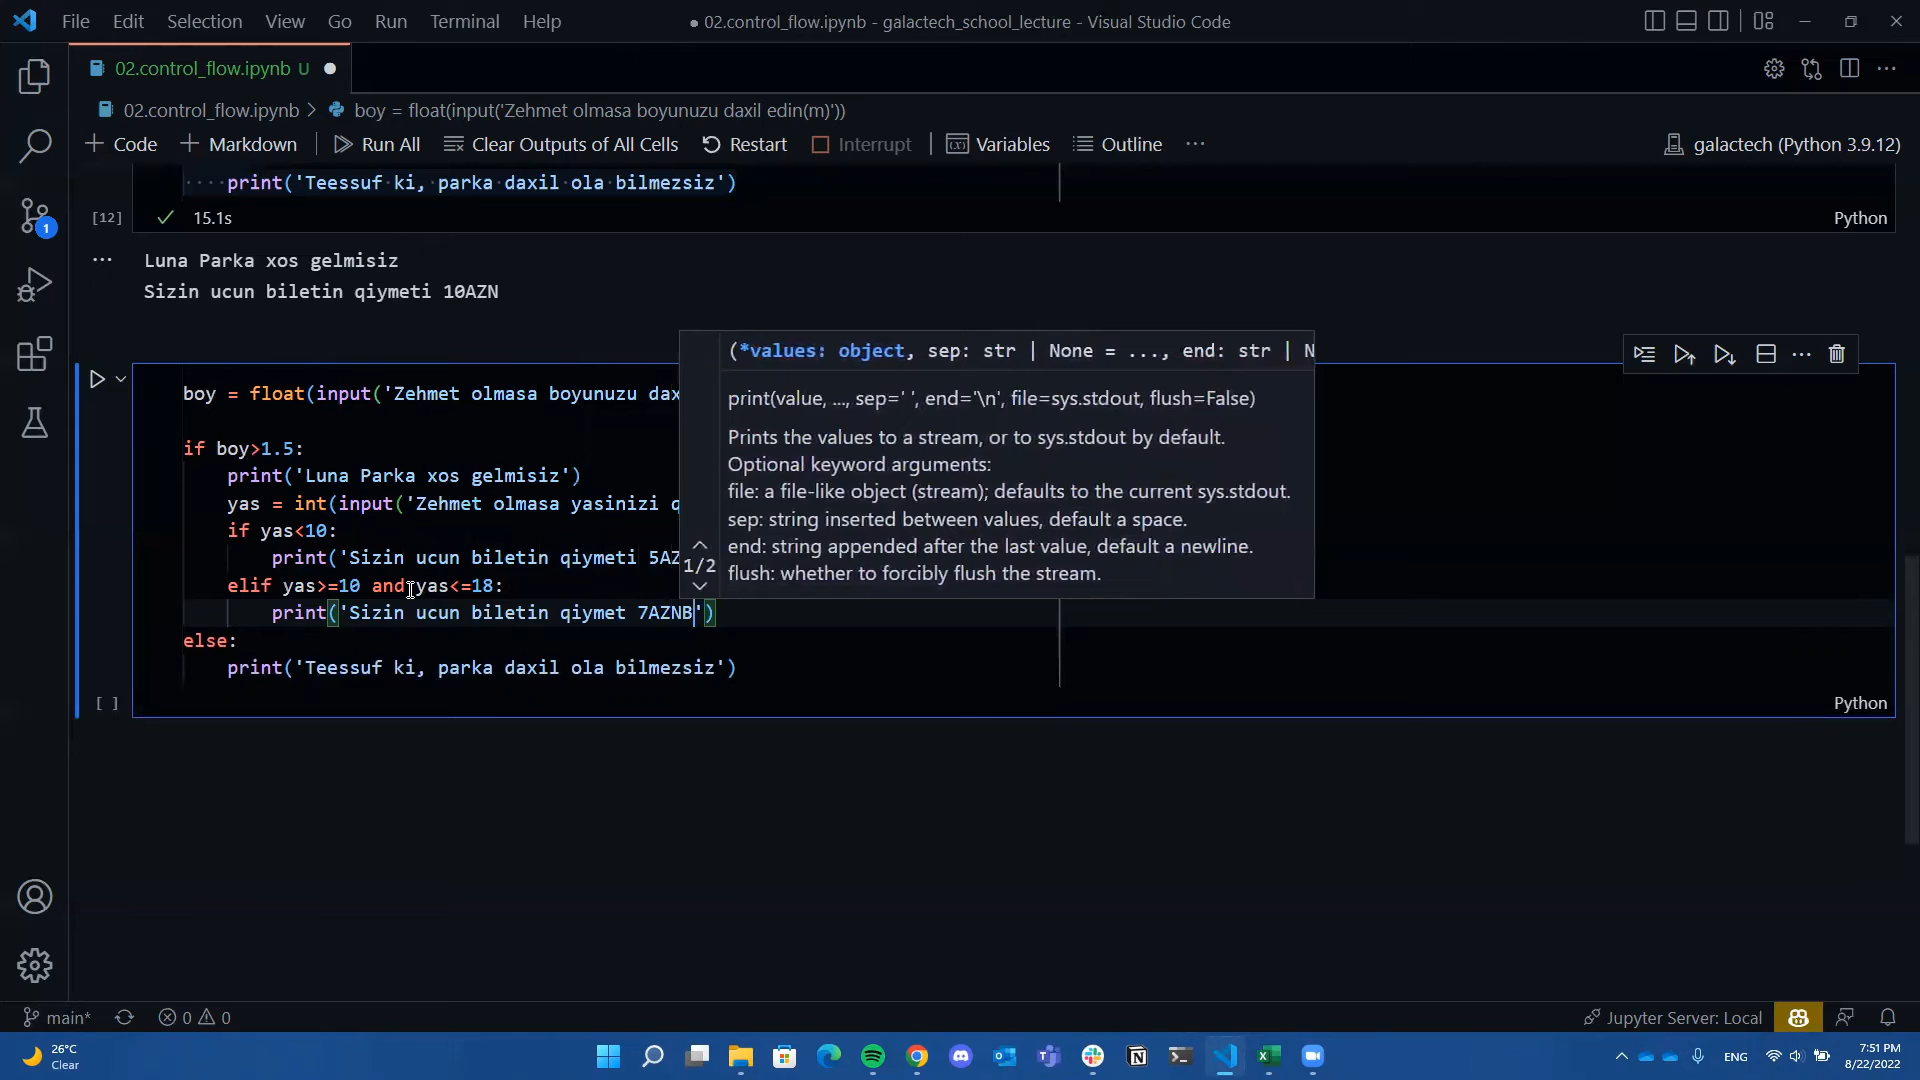 File Edit Selection View Go Run Terminal Help
● 02.control_flow.ipynb - galactech_school_lecture - Visual Studio Code
02.control_flow.ipynb U ●
02.control_flow.ipynb > boy = float(input('Zehmet olmasa boyunuzu daxil edin(m)'))
+ Code + Markdown Run All Clear Outputs of All Cells Restart Interrupt Variables Outline ··· galactech (Python 3.9.12)
····print('Teessuf·ki,·parka·daxil·ola·bilmezsiz')
[12] ✓ 15.1s Python
··· Luna Parka xos gelmisiz
Sizin ucun biletin qiymeti 10AZN
(*values: object, sep: str | None = ..., end: str | N
print(value, ..., sep=' ', end='\n', file=sys.stdout, flush=False)
Prints the values to a stream, or to sys.stdout by default.
Optional keyword arguments:
file: a file-like object (stream); defaults to the current sys.stdout.
sep: string inserted between values, default a space.
end: string appended after the last value, default a newline.
flush: whether to forcibly flush the stream.
1/2
boy = float(input('Zehmet olmasa boyunuzu dax
if boy>1.5:
print('Luna Parka xos gelmisiz')
yas = int(input('Zehmet olmasa yasinizi q
if yas<10:
print('Sizin ucun biletin qiymeti 5AZ
elif yas>=10 and yas<=18:
print('Sizin ucun biletin qiymet 7AZNB')
else:
print('Teessuf ki, parka daxil ola bilmezsiz')
[ ] Python
1
main* 0 0 Jupyter Server: Local
26°C
Clear
ENG
7:51 PM
8/22/2022